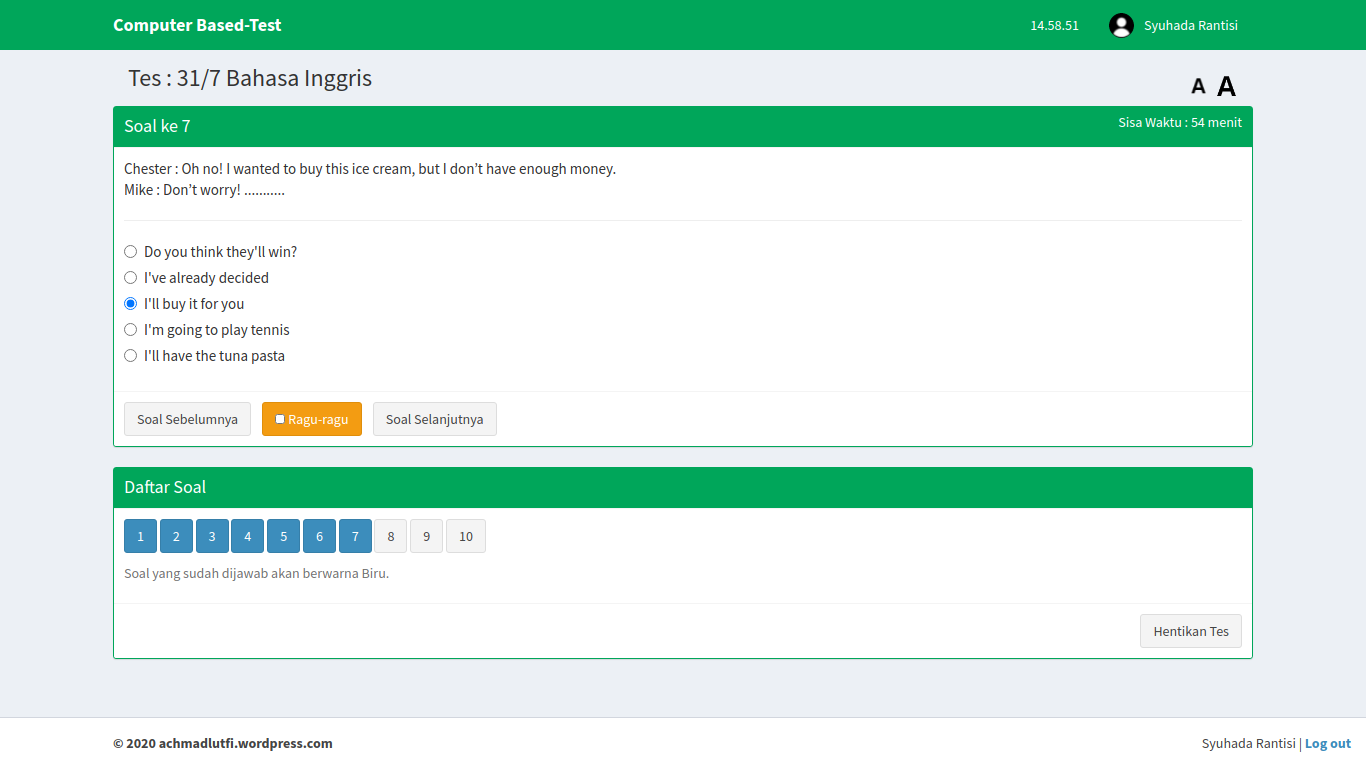 Computer Based-Test
14.58.51
Syuhada Rantisi
Tes : 31/7 Bahasa Inggris
A A
Soal ke 7
Sisa Waktu : 54 menit
Chester : Oh no! I wanted to buy this ice cream, but I don’t have enough money.
Mike : Don’t worry! ...........
Do you think they'll win?
I've already decided
I'll buy it for you
I'm going to play tennis
I'll have the tuna pasta
Soal Sebelumnya
Ragu-ragu
Soal Selanjutnya
Daftar Soal
1 2 3 4 5 6 7 8 9 10
Soal yang sudah dijawab akan berwarna Biru.
Hentikan Tes
© 2020 achmadlutfi.wordpress.com
Syuhada Rantisi | Log out